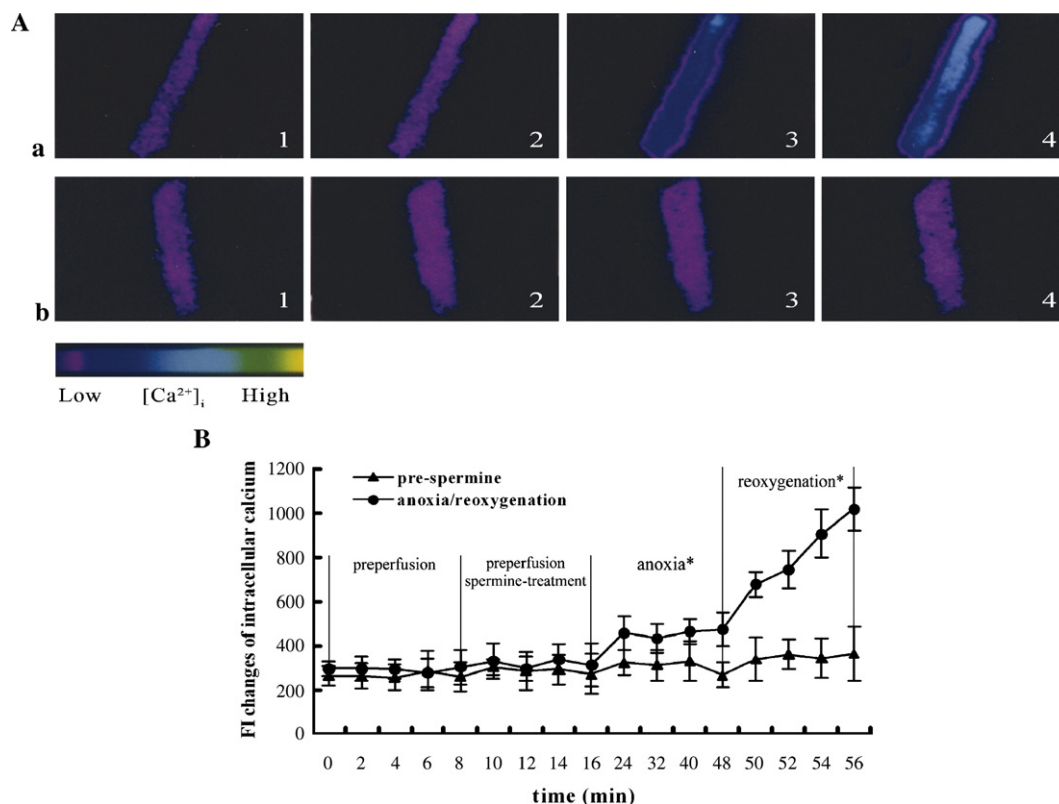 A
1 2 3 4
a
1 2 3 4
b
Low [Ca²⁺]ᵢ High
B
FI changes of intracellular calcium
1200
1000
800
600
400
200
0
pre-spermine
anoxia/reoxygenation
preperfusion
preperfusion
spermine-treatment
anoxia*
reoxygenation*
0 2 4 6 8 10 12 14 16 24 32 40 48 50 52 54 56
time (min)